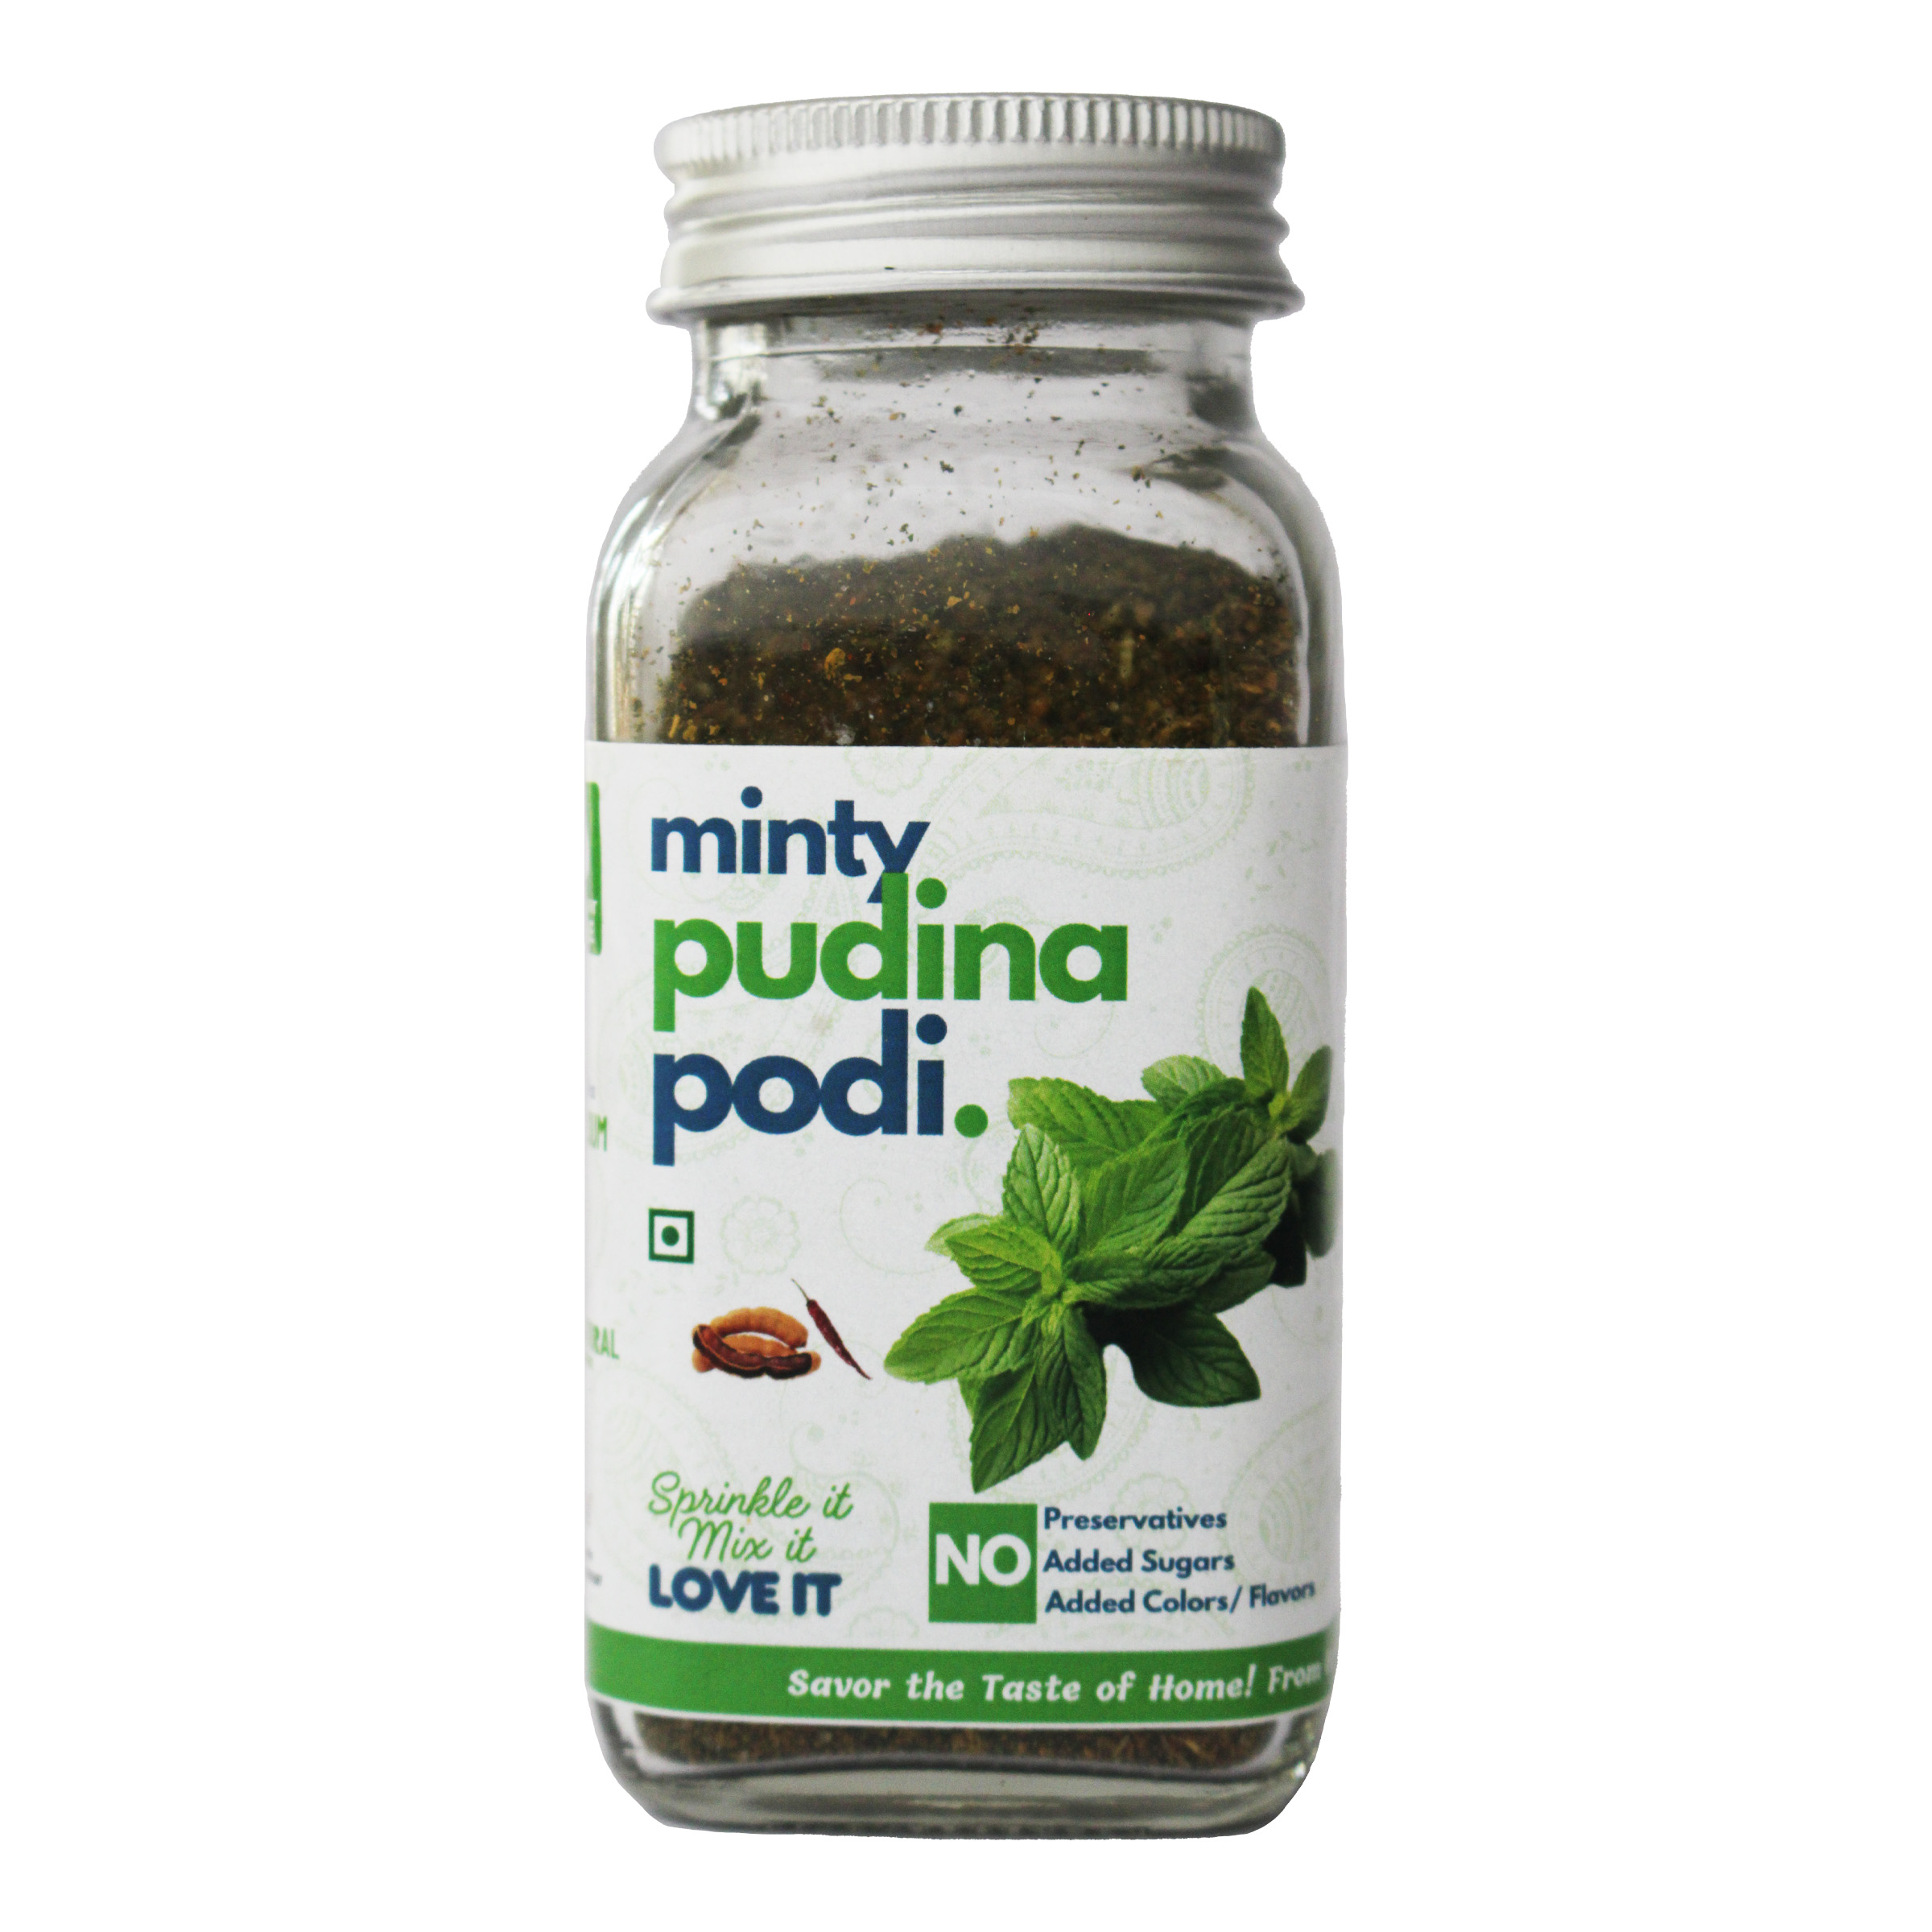 minty
pudina
podi.
Sprinkle it
Mix it
LOVE IT
NO
Preservatives
Added Sugars
Added Colors/ Flavors
Savor the Taste of Home! From